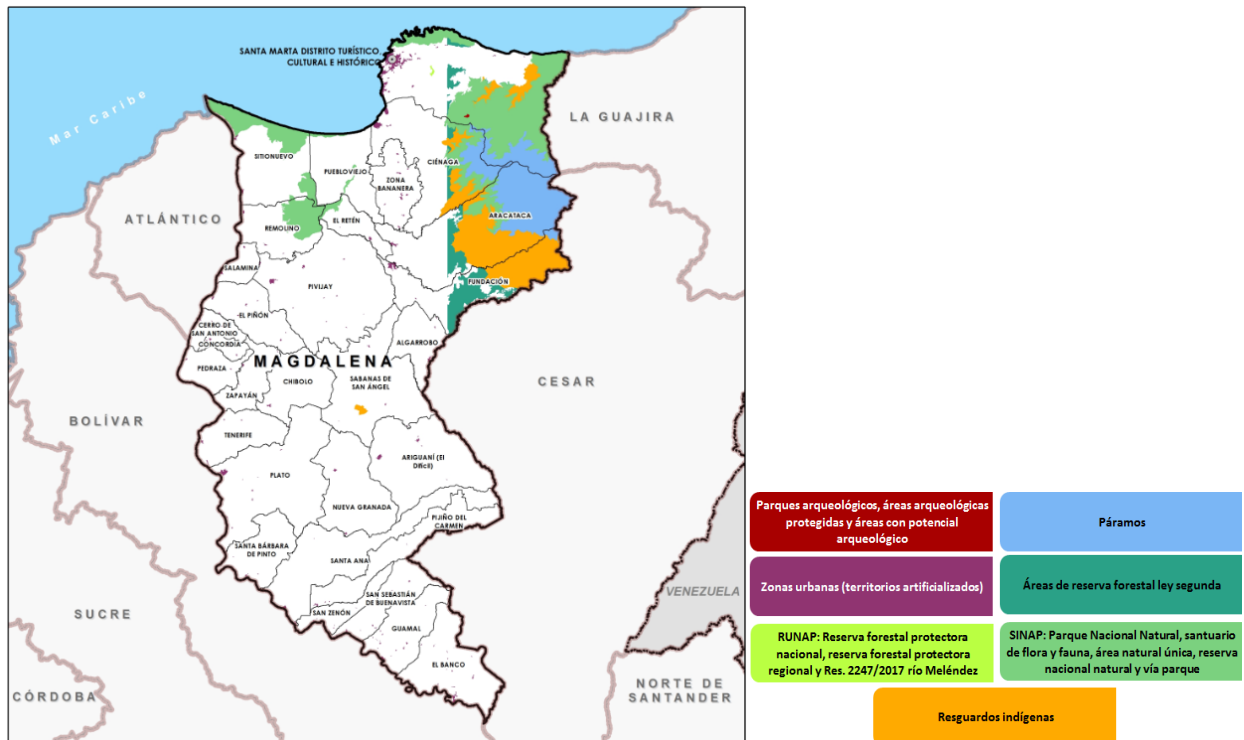 SANTA MARTA DISTRITO TURÍSTICO,
CULTURAL E HISTÓRICO
Mar Caribe
LA GUAJIRA
SITIONUEVO
PUEBLOVIEJO
CIÉNAGA
ZONA
BANANERA
ATLÁNTICO
ARACATACA
EL RETÉN
REMOLINO
SALAMINA
FUNDACIÓN
PIVIJAY
EL PIÑÓN
CERRO DE
SAN ANTONIO
CONCORDIA
ALGARROBO
MAGDALENA
PEDRAZA
CHIBOLO
SABANAS DE
SAN ÁNGEL
CESAR
ZAPAYÁN
BOLÍVAR
TENERIFE
ARIGUANÍ (El
Difícil)
PLATO
NUEVA GRANADA
PIJIÑO DEL
CARMEN
SANTA BÁRBARA
DE PINTO
SANTA ANA
SAN SEBASTIÁN
DE BUENAVISTA
VENEZUELA
SUCRE
SAN ZENÓN
GUAMAL
EL BANCO
CÓRDOBA
NORTE DE
SANTANDER
Parques arqueológicos, áreas arqueológicas
protegidas y áreas con potencial
arqueológico
Páramos
Zonas urbanas (territorios artificializados)
Áreas de reserva forestal ley segunda
RUNAP: Reserva forestal protectora
nacional, reserva forestal protectora
regional y Res. 2247/2017 río Meléndez
SINAP: Parque Nacional Natural, santuario
de flora y fauna, área natural única, reserva
nacional natural y vía parque
Resguardos indígenas